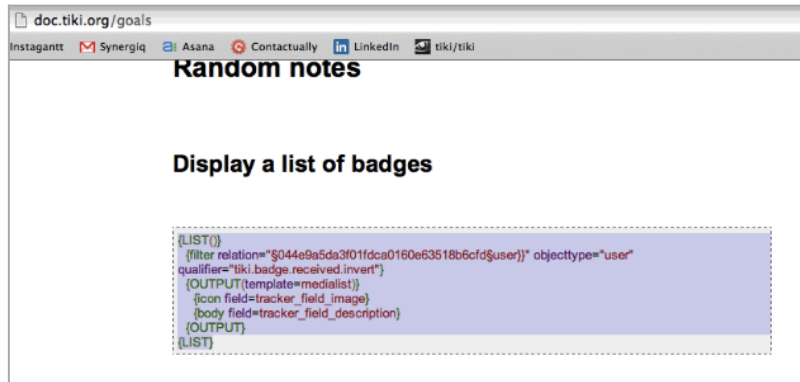 doc.tiki.org/goals
Instagantt Synergiq Asana Contactually LinkedIn tiki/tiki
Random notes
Display a list of badges
{LIST()}
{filter relation="§044e9a5da3f01fdca0160e63518b6cfd§user}}" objecttype="user"
qualifier="tiki.badge.received.invert"}
{OUTPUT(template=medialist)}
{icon field=tracker_field_image}
{body field=tracker_field_description}
{OUTPUT}
{LIST}